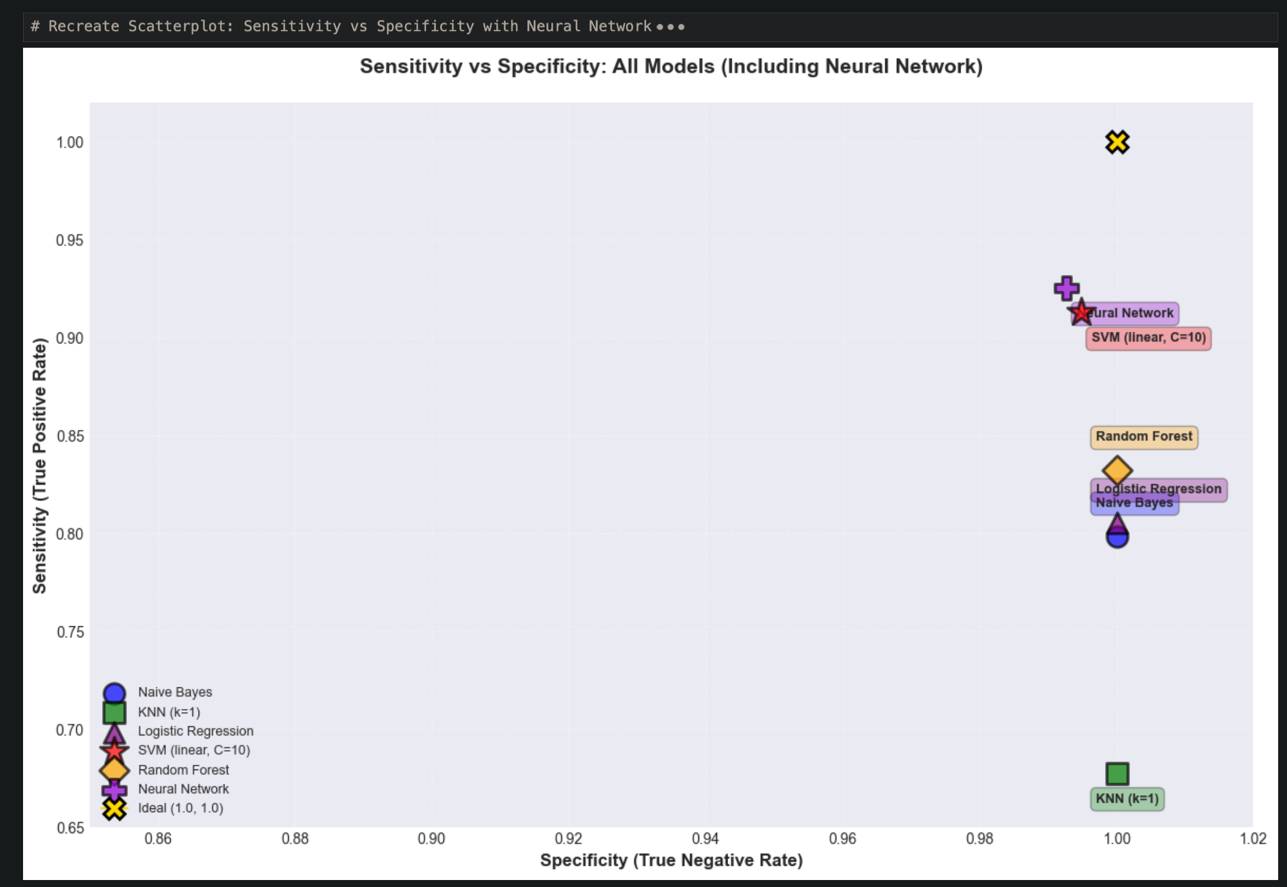 # Recreate Scatterplot: Sensitivity vs Specificity with Neural Network•••
Sensitivity vs Specificity: All Models (Including Neural Network)
Sensitivity (True Positive Rate)
1.00
0.95
0.90
0.85
0.80
0.75
0.70
0.65
Neural Network
SVM (linear, C=10)
Random Forest
Logistic Regression
Naive Bayes
KNN (k=1)
Naive Bayes
KNN (k=1)
Logistic Regression
SVM (linear, C=10)
Random Forest
Neural Network
Ideal (1.0, 1.0)
0.86 0.88 0.90 0.92 0.94 0.96 0.98 1.00 1.02
Specificity (True Negative Rate)